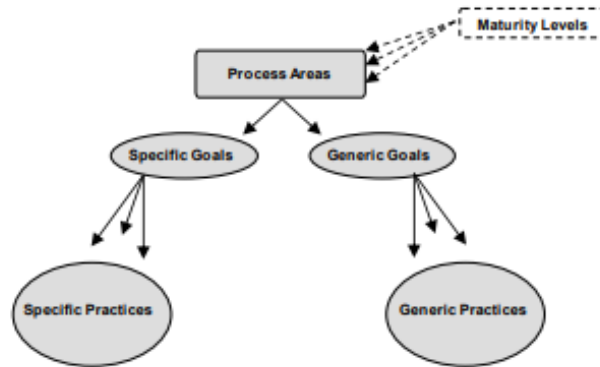 Maturity Levels
Process Areas
Specific Goals
Generic Goals
Specific Practices
Generic Practices